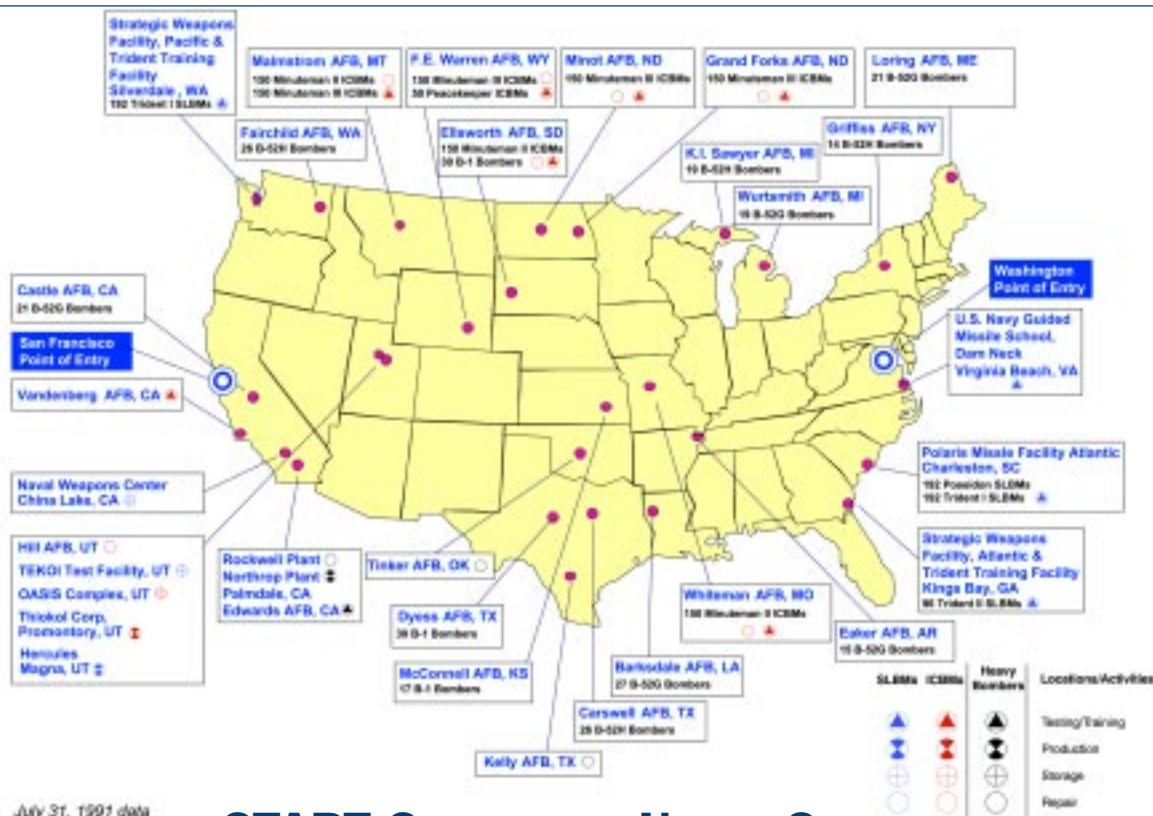 Strategic Weapons
Facility, Pacific &
Trident Training
Facility
Silverdale, WA
192 Trident I SLBMs
Malmstrom AFB, MT
150 Minuteman II ICBMs
150 Minuteman III ICBMs
F.E. Warren AFB, WY
150 Minuteman III ICBMs
50 Peacekeeper ICBMs
Minot AFB, ND
150 Minuteman III ICBMs
Grand Forks AFB, ND
150 Minuteman III ICBMs
Loring AFB, ME
21 B-52G Bombers
Fairchild AFB, WA
26 B-52H Bombers
Ellsworth AFB, SD
150 Minuteman II ICBMs
30 B-1 Bombers
K.I. Sawyer AFB, MI
19 B-52H Bombers
Griffiss AFB, NY
14 B-52H Bombers
Wurtsmith AFB, MI
19 B-52G Bombers
Castle AFB, CA
21 B-52G Bombers
San Francisco
Point of Entry
Vandenberg AFB, CA
Washington
Point of Entry
U.S. Navy Guided
Missile School,
Dam Neck
Virginia Beach, VA
Naval Weapons Center
China Lake, CA
Polaris Missle Facility Atlantic
Charleston, SC
192 Poseidon SLBMs
192 Trident I SLBMs
Hill AFB, UT
TEKOI Test Facility, UT
OASIS Complex, UT
Thiokol Corp,
Promontory, UT
Hercules
Magna, UT
Rockwell Plant
Northrop Plant
Palmdale, CA
Edwards AFB, CA
Tinker AFB, OK
Strategic Weapons
Facility, Atlantic &
Trident Training Facility
Kings Bay, GA
96 Trident II SLBMs
Dyess AFB, TX
30 B-1 Bombers
Whiteman AFB, MO
150 Minuteman II ICBMs
Eaker AFB, AR
15 B-52G Bombers
McConnell AFB, KS
17 B-1 Bombers
Barksdale AFB, LA
27 B-52G Bombers
Carswell AFB, TX
26 B-52H Bombers
Kelly AFB, TX
SLBMs ICBMs Heavy Bombers Locations/Activities
Testing/Training
Production
Storage
Repair
July 31, 1991 data